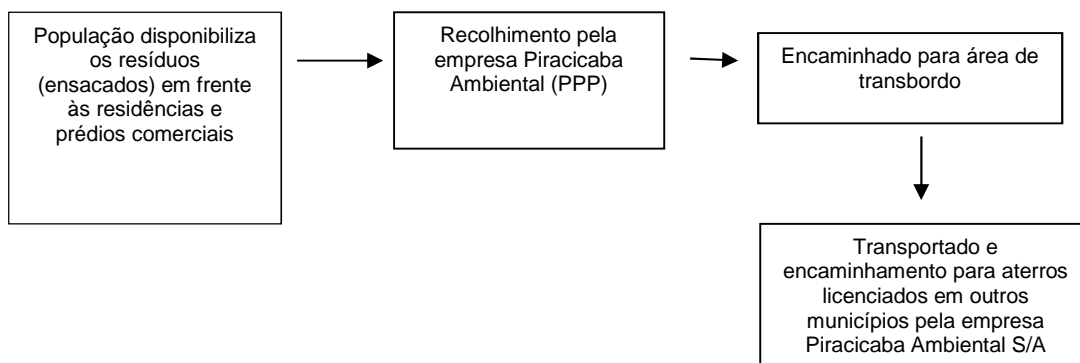 População disponibiliza
os resíduos
(ensacados) em frente
às residências e
prédios comerciais
Recolhimento pela
empresa Piracicaba
Ambiental (PPP)
Encaminhado para área de
transbordo
Transportado e
encaminhamento para aterros
licenciados em outros
municípios pela empresa
Piracicaba Ambiental S/A